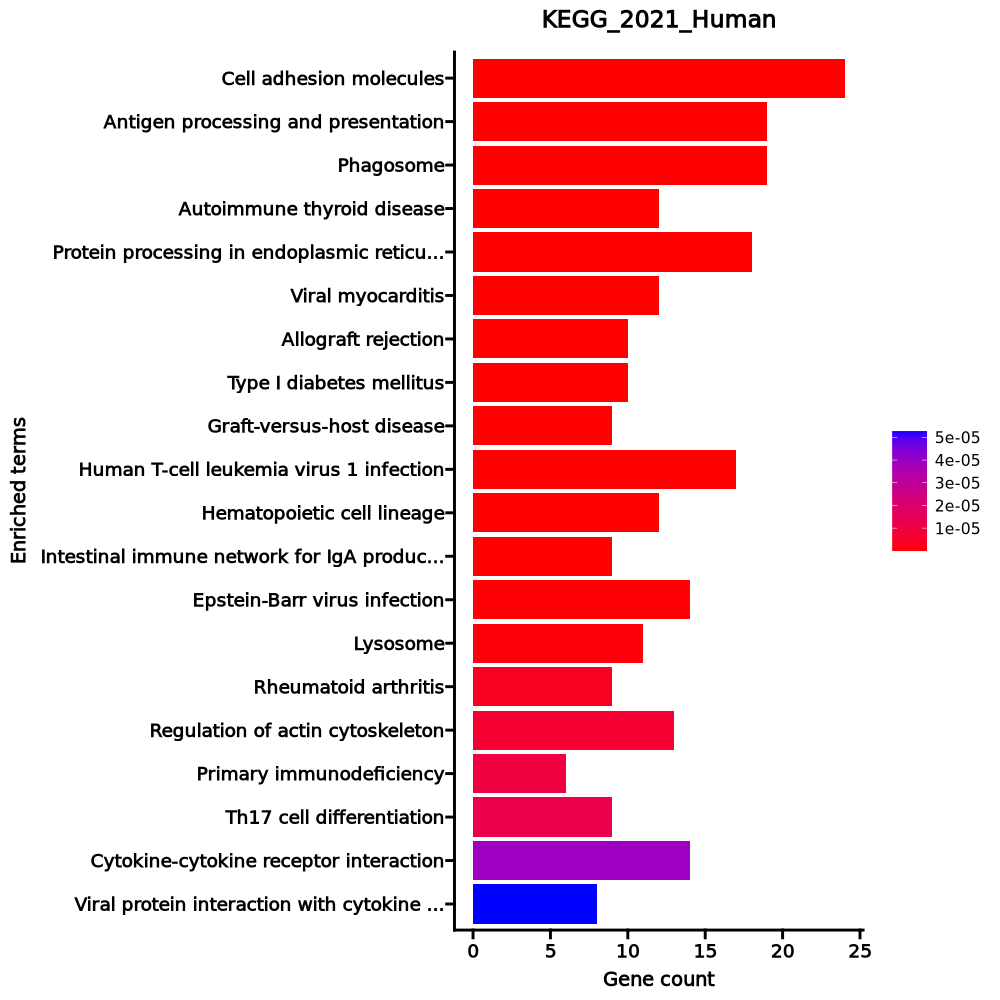 KEGG_2021_Human
Cell adhesion molecules
Antigen processing and presentation
Phagosome
Autoimmune thyroid disease
Protein processing in endoplasmic reticu...
Viral myocarditis
Allograft rejection
Type I diabetes mellitus
Graft-versus-host disease
Human T-cell leukemia virus 1 infection
Hematopoietic cell lineage
Intestinal immune network for IgA produc...
Epstein-Barr virus infection
Lysosome
Rheumatoid arthritis
Regulation of actin cytoskeleton
Primary immunodeficiency
Th17 cell differentiation
Cytokine-cytokine receptor interaction
Viral protein interaction with cytokine ...
Enriched terms
0 5 10 15 20 25
Gene count
5e-05
4e-05
3e-05
2e-05
1e-05